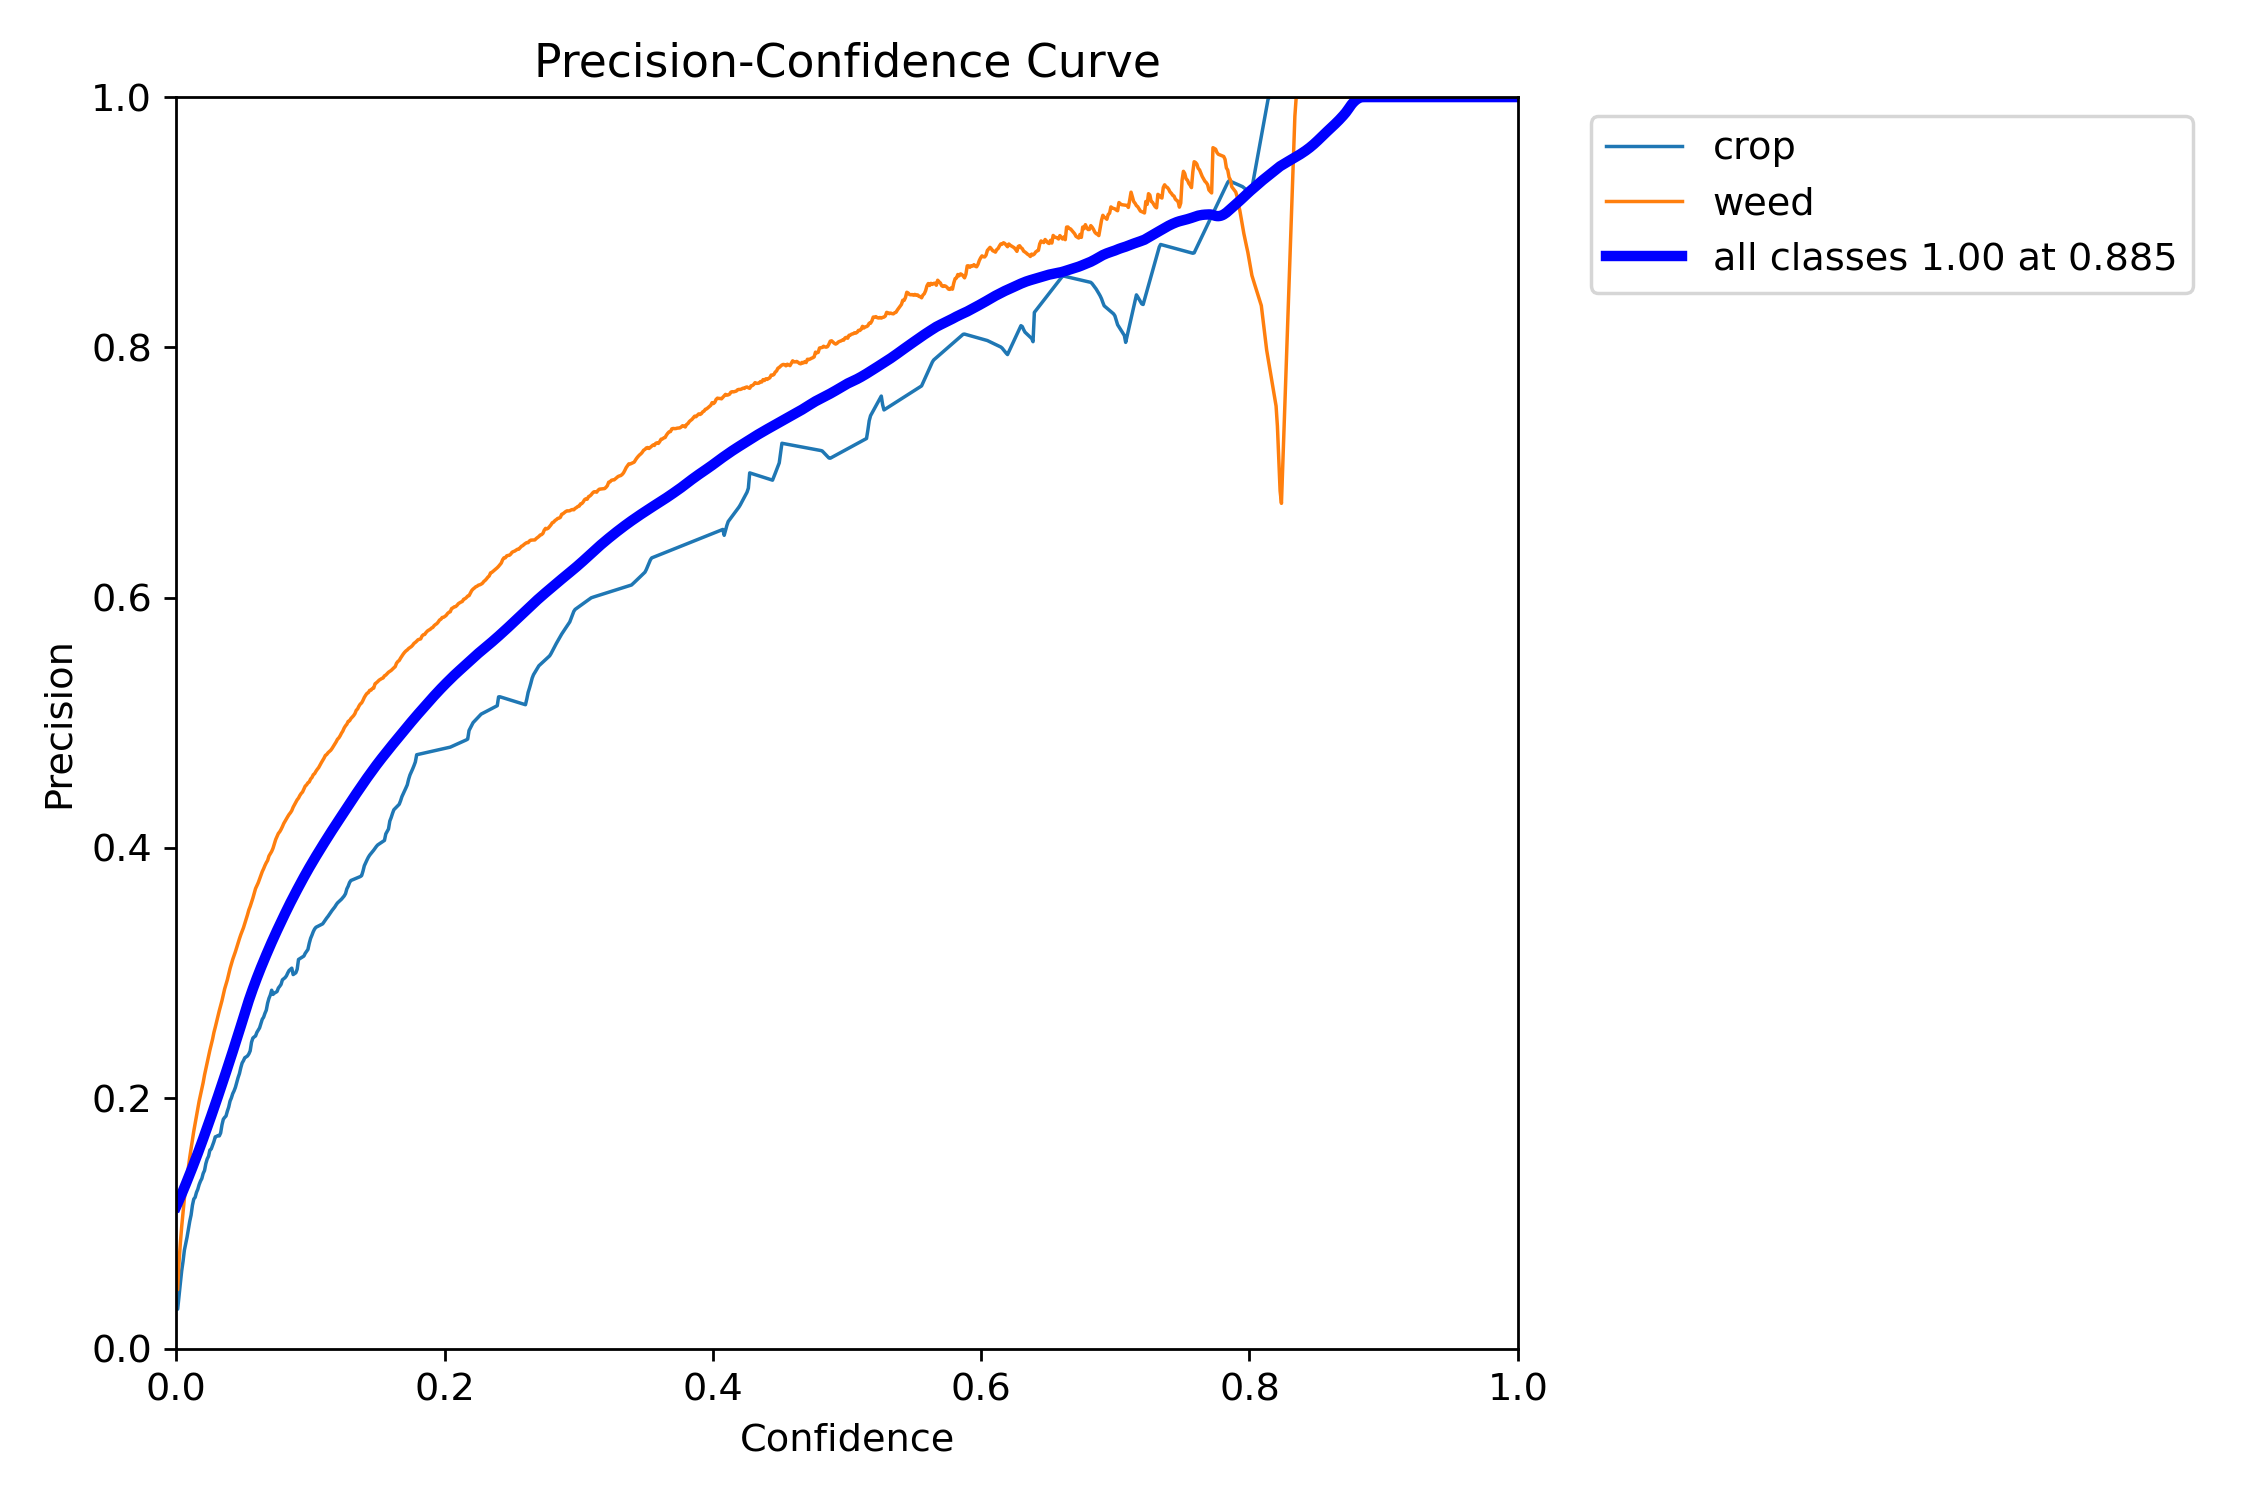 Precision-Confidence Curve
1.0
0.8
0.6
0.4
0.2
0.0
Precision
0.0 0.2 0.4 0.6 0.8 1.0
Confidence
crop
weed
all classes 1.00 at 0.885